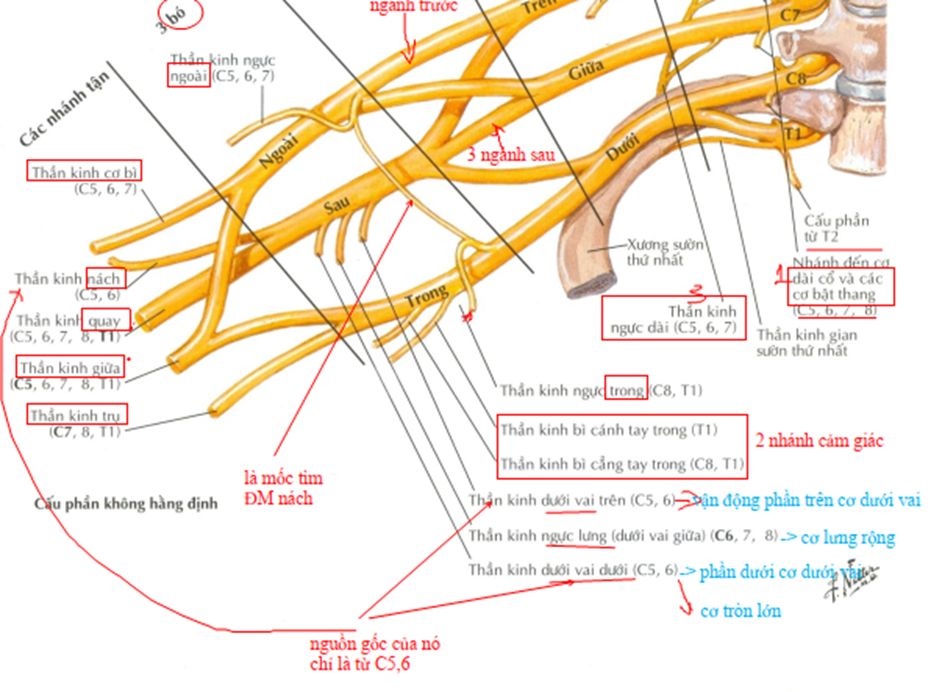 ngành trước
Trên
3 bó
C7
Thần kinh ngực
ngoài (C5, 6, 7)
Giữa
C8
Các nhánh tận
Ngoài
Dưới
T1
3 ngành sau
Thần kinh cơ bì
(C5, 6, 7)
Sau
Cấu phần
từ T2
Xương sườn
thứ nhất
Nhánh đến cơ
dài cổ và các
cơ bật thang
(C5, 6, 7, 8)
1
Thần kinh nách
(C5, 6)
Trong
3
Thần kinh
ngực dài (C5, 6, 7)
Thần kinh quay
(C5, 6, 7, 8, T1)
Thần kinh gian
sườn thứ nhất
Thần kinh giữa
(C5, 6, 7, 8, T1)
Thần kinh ngực trong (C8, T1)
Thần kinh trụ
(C7, 8, T1)
Thần kinh bì cánh tay trong (T1)
2 nhánh cảm giác
Thần kinh bì cẳng tay trong (C8, T1)
là mốc tìm
ĐM nách
Cấu phần không hằng định
Thần kinh dưới vai trên (C5, 6) vận động phần trên cơ dưới vai
Thần kinh ngực lưng (dưới vai giữa) (C6, 7, 8) -> cơ lưng rộng
Thần kinh dưới vai dưới (C5, 6) -> phần dưới cơ dưới vai
cơ tròn lớn
nguồn gốc của nó
chỉ là từ C5,6